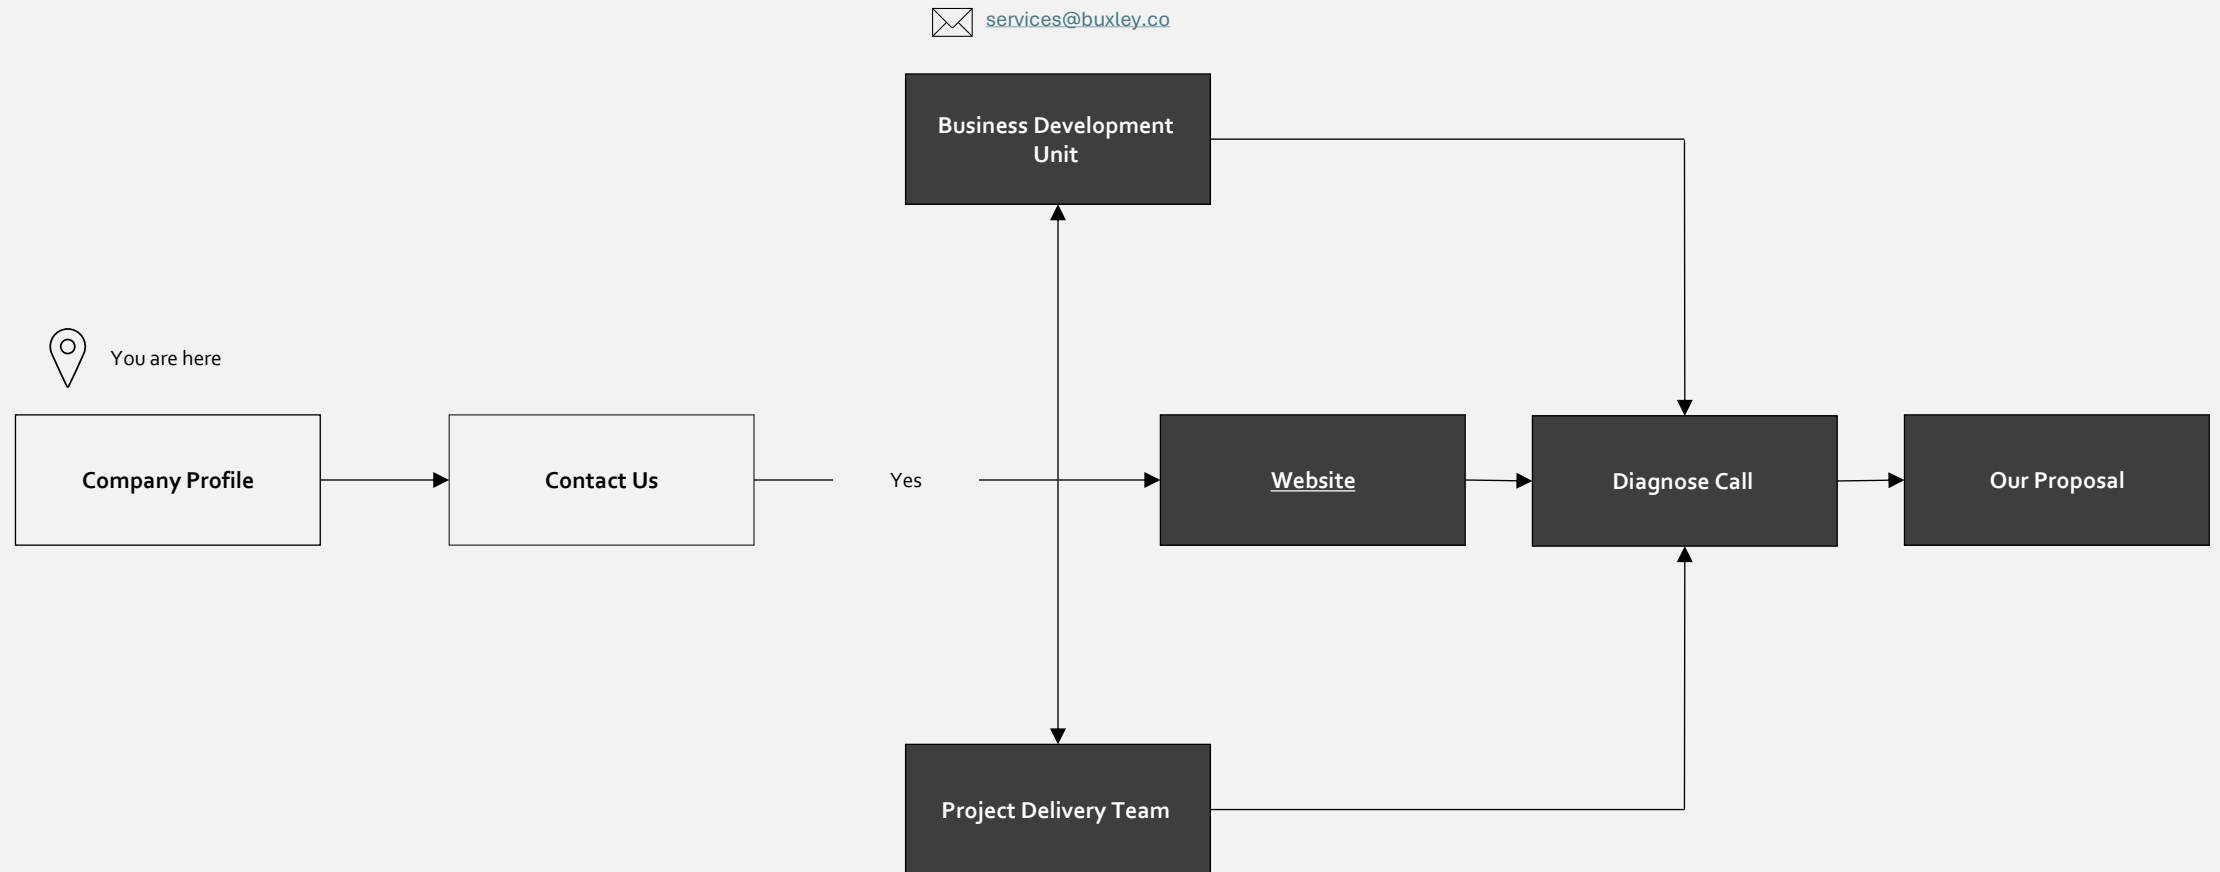 services@buxley.co
Business Development
Unit
You are here
Company Profile
Contact Us
Yes
Website
Diagnose Call
Our Proposal
Project Delivery Team